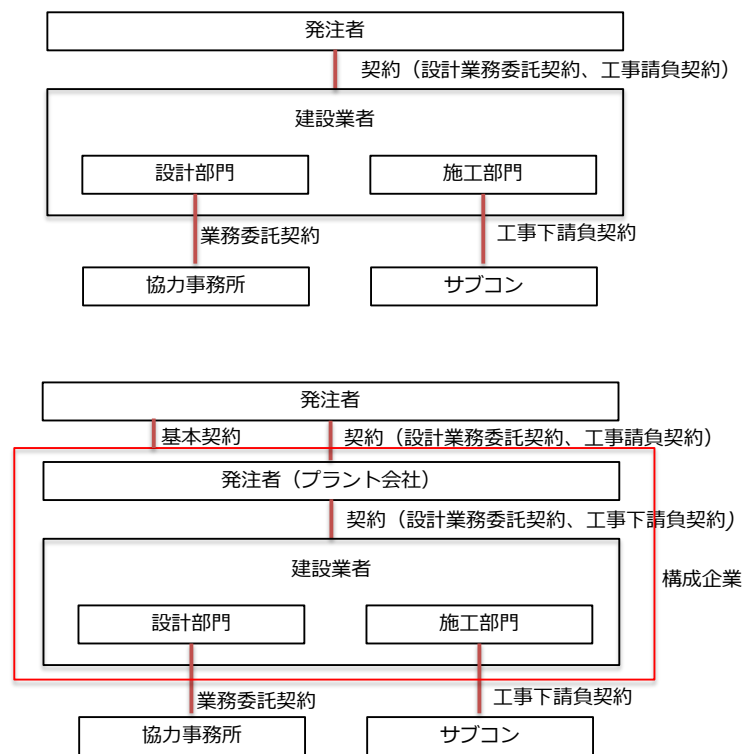 発注者
契約（設計業務委託契約、工事請負契約）
建設業者
設計部門
施工部門
業務委託契約
工事下請負契約
協力事務所
サブコン
発注者
基本契約
契約（設計業務委託契約、工事請負契約）
発注者（プラント会社）
契約（設計業務委託契約、工事下請負契約)
建設業者
構成企業
設計部門
施工部門
業務委託契約
工事下請負契約
協力事務所
サブコン